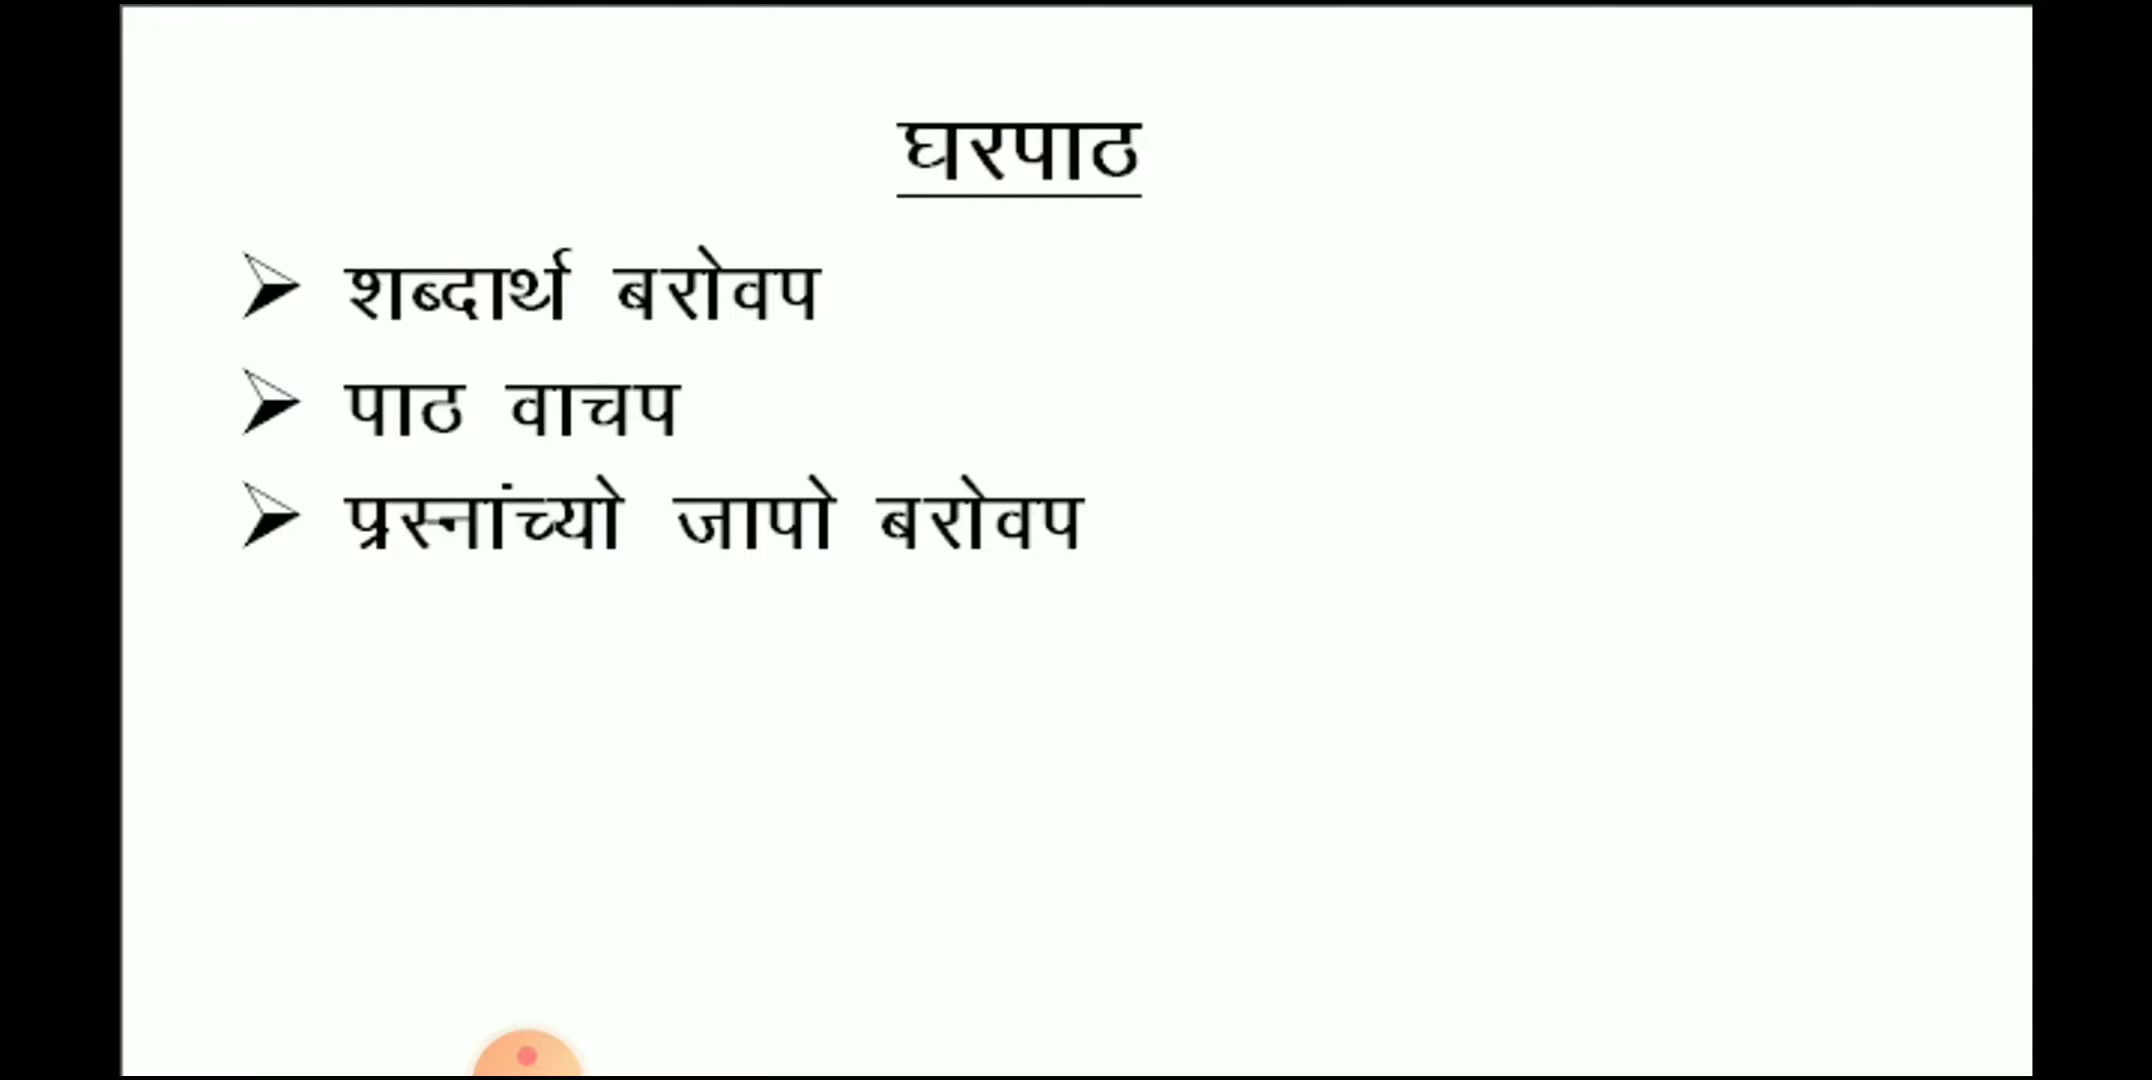 घरपाठ
शब्दार्थ बरोवप
पाठ वाचप
प्रस्नांच्यो जापो बरोवप